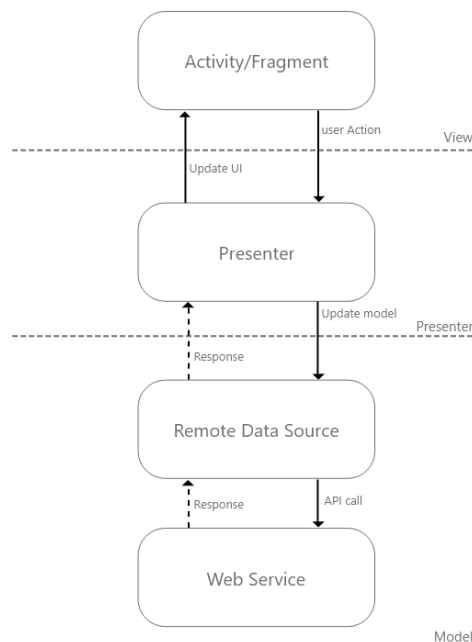 Activity/Fragment
user Action
View
Update UI
Presenter
Update model
Presenter
Response
Remote Data Source
Response
API call
Web Service
Model